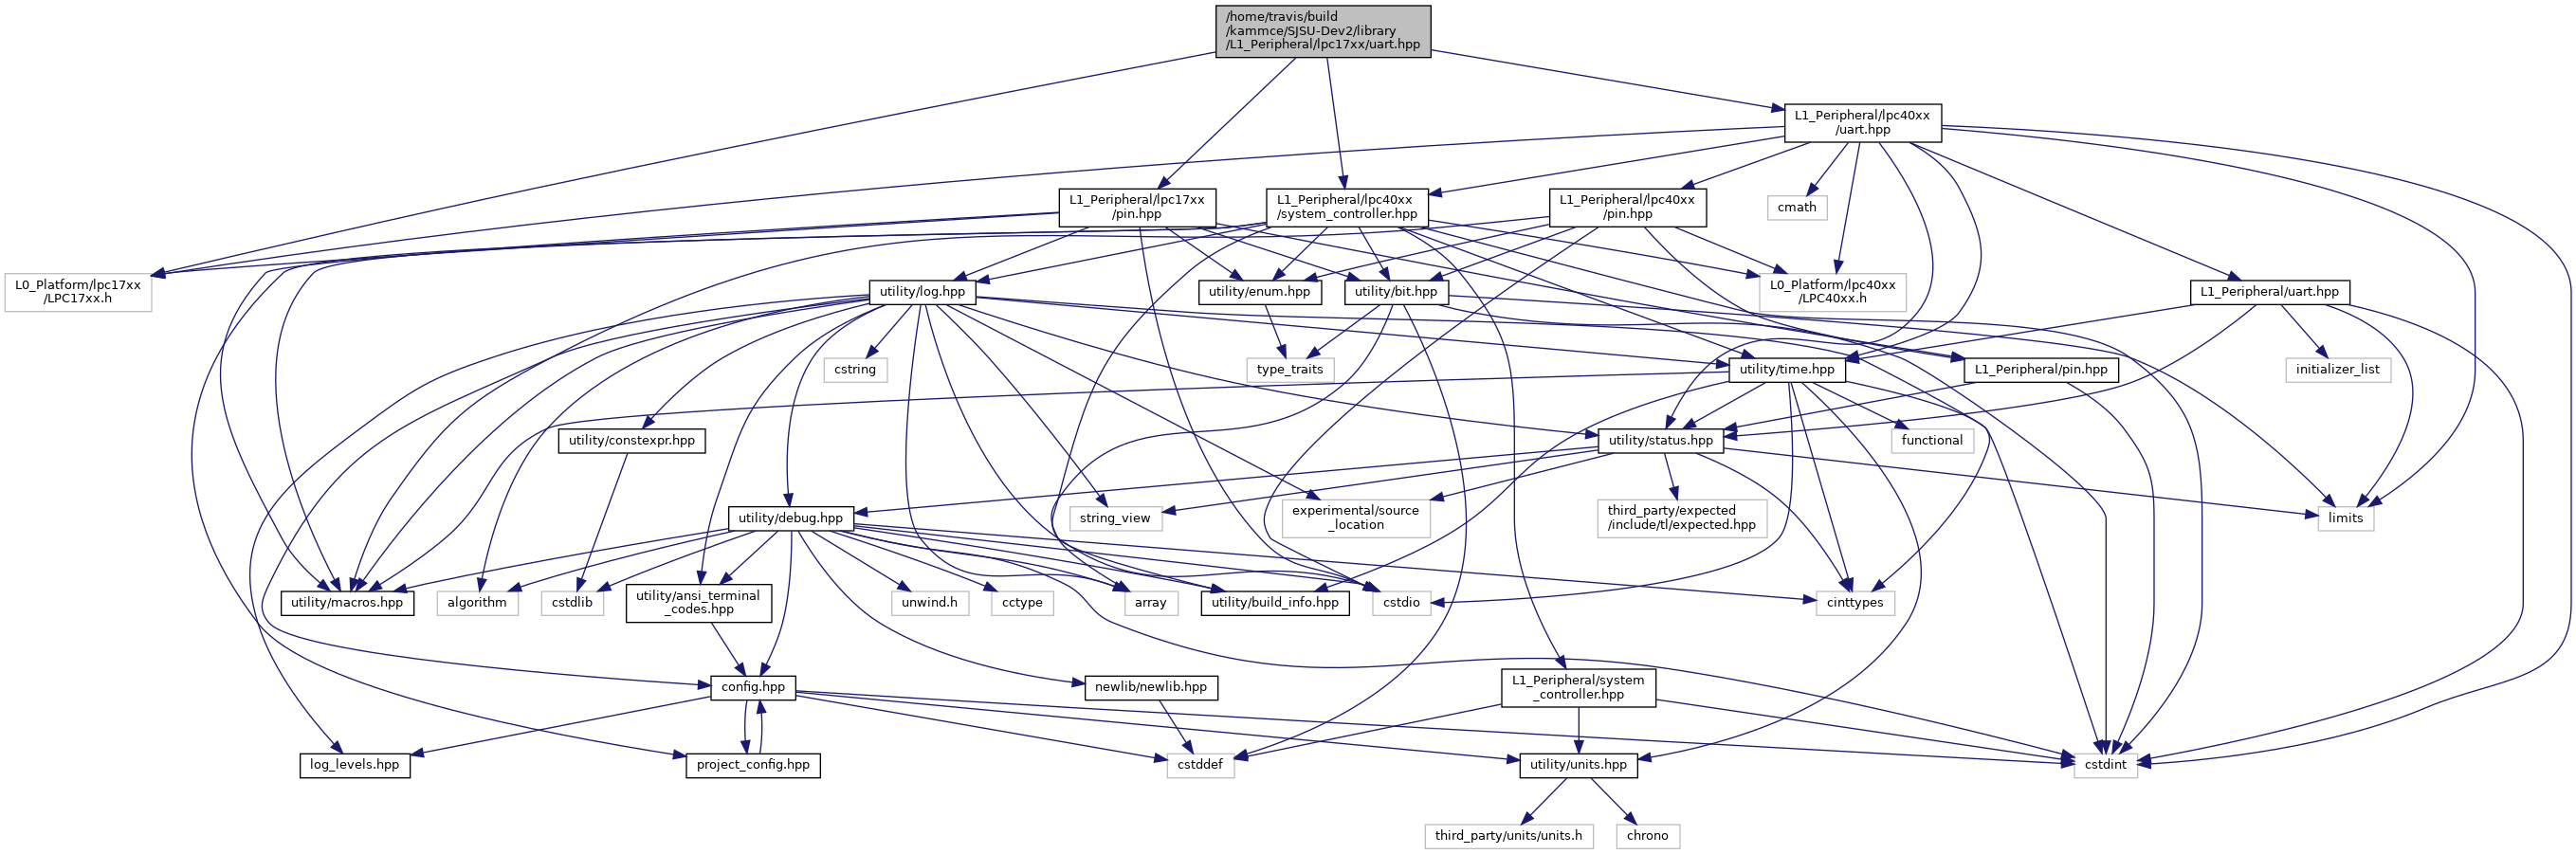 /home/travis/build
/kammce/SJSU-Dev2/library
/L1_Peripheral/lpc17xx/uart.hpp
L1_Peripheral/lpc40xx
/uart.hpp
L1_Peripheral/lpc17xx
/pin.hpp
L1_Peripheral/lpc40xx
/system_controller.hpp
L1_Peripheral/lpc40xx
/pin.hpp
cmath
L0_Platform/lpc17xx
/LPC17xx.h
utility/log.hpp
utility/enum.hpp
utility/bit.hpp
L0_Platform/lpc40xx
/LPC40xx.h
L1_Peripheral/uart.hpp
cstring
type_traits
utility/time.hpp
L1_Peripheral/pin.hpp
initializer_list
utility/constexpr.hpp
utility/status.hpp
functional
utility/debug.hpp
string_view
experimental/source
_location
third_party/expected
/include/tl/expected.hpp
limits
utility/macros.hpp
algorithm
cstdlib
utility/ansi_terminal
_codes.hpp
unwind.h
cctype
array
utility/build_info.hpp
cstdio
cinttypes
config.hpp
newlib/newlib.hpp
L1_Peripheral/system
_controller.hpp
log_levels.hpp
project_config.hpp
cstddef
utility/units.hpp
cstdint
third_party/units/units.h
chrono